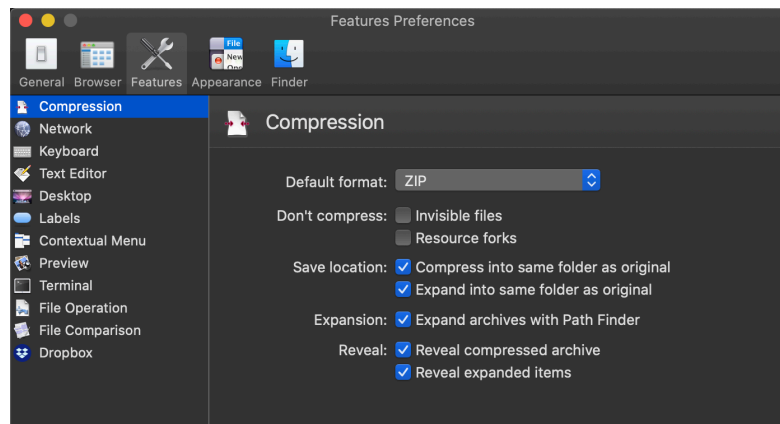 Features Preferences
File
New
General Browser Features Appearance Finder
Compression
Network
Keyboard
Text Editor
Desktop
Labels
Contextual Menu
Preview
Terminal
File Operation
File Comparison
Dropbox
Compression
Default format: ZIP
Don't compress: Invisible files
Resource forks
Save location: Compress into same folder as original
Expand into same folder as original
Expansion: Expand archives with Path Finder
Reveal: Reveal compressed archive
Reveal expanded items